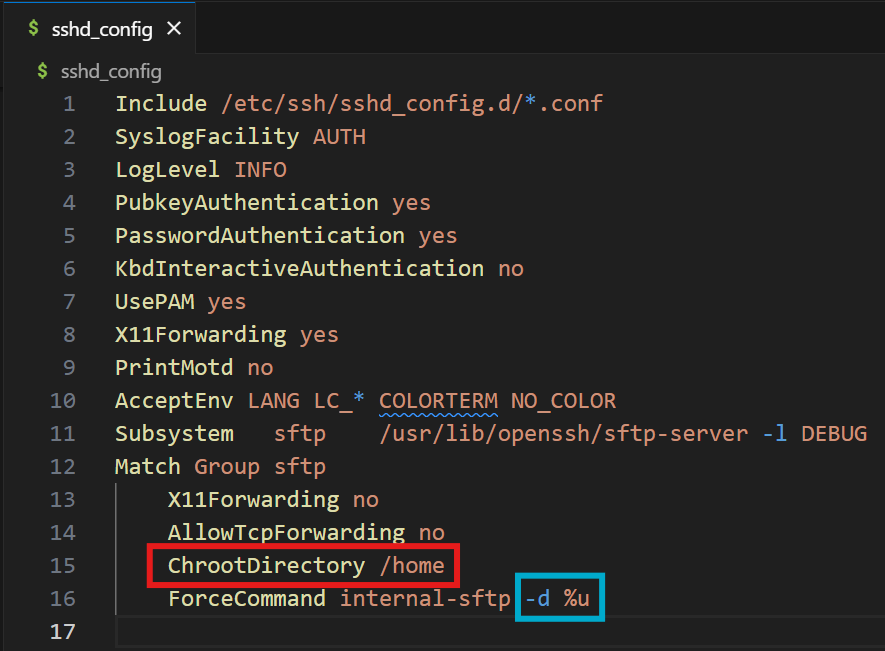 $ sshd_config ×
$ sshd_config
1 Include /etc/ssh/sshd_config.d/*.conf
2 SyslogFacility AUTH
3 LogLevel INFO
4 PubkeyAuthentication yes
5 PasswordAuthentication yes
6 KbdInteractiveAuthentication no
7 UsePAM yes
8 X11Forwarding yes
9 PrintMotd no
10 AcceptEnv LANG LC_* COLORTERM NO_COLOR
11 Subsystem   sftp    /usr/lib/openssh/sftp-server -l DEBUG
12 Match Group sftp
13     X11Forwarding no
14     AllowTcpForwarding no
15     ChrootDirectory /home
16     ForceCommand internal-sftp -d %u
17